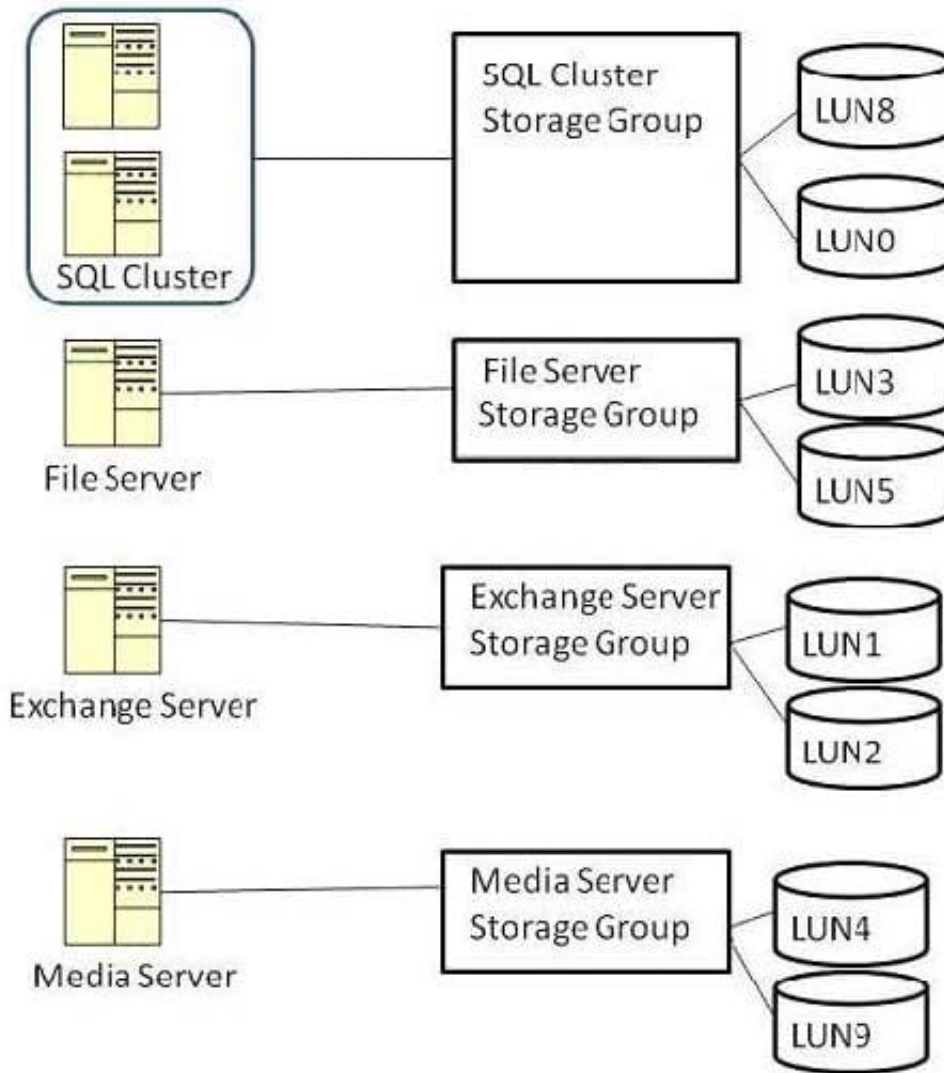 SQL Cluster
Storage Group
LUN8
LUN0
SQL Cluster
File Server
Storage Group
LUN3
LUN5
File Server
Exchange Server
Storage Group
LUN1
LUN2
Exchange Server
Media Server
Storage Group
LUN4
LUN9
Media Server